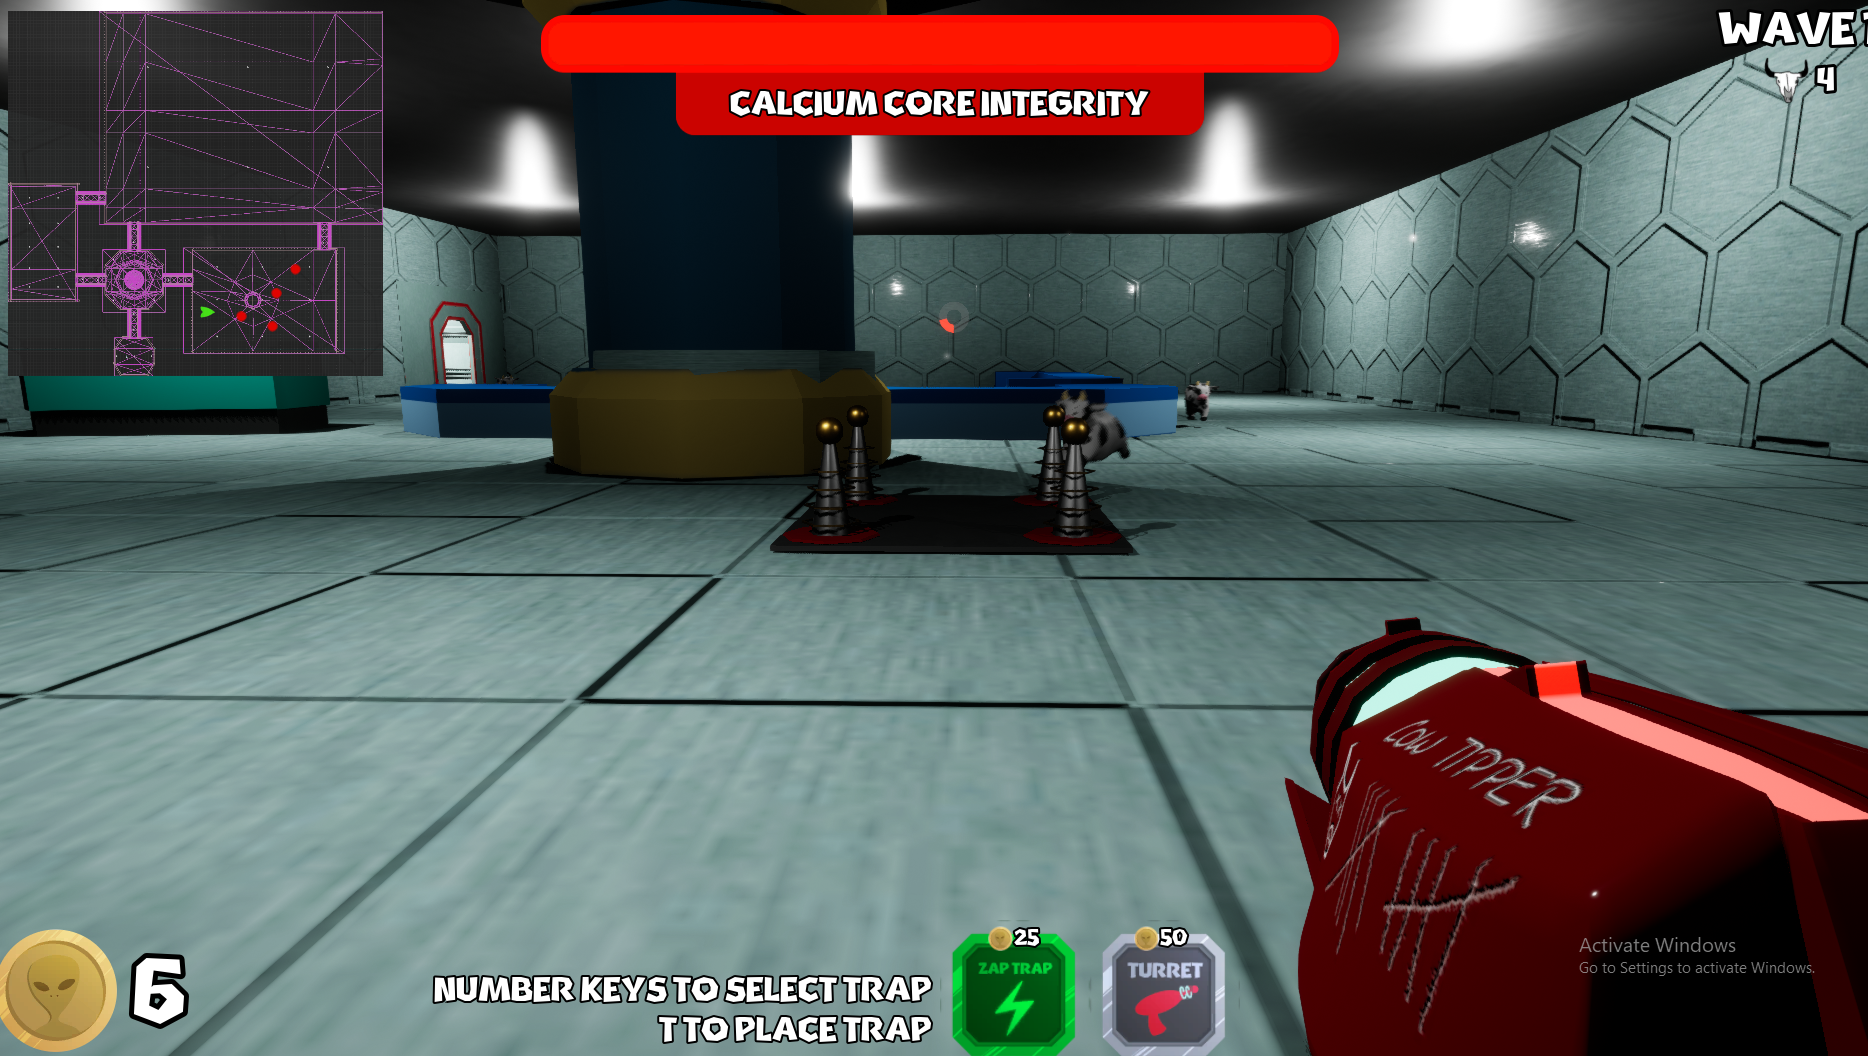 CALCIUM CORE INTEGRITY
WAVE
4
COW TIPPER
6
NUMBER KEYS TO SELECT TRAP
T TO PLACE TRAP
25
ZAP TRAP
50
TURRET
Activate Windows
Go to Settings to activate Windows.